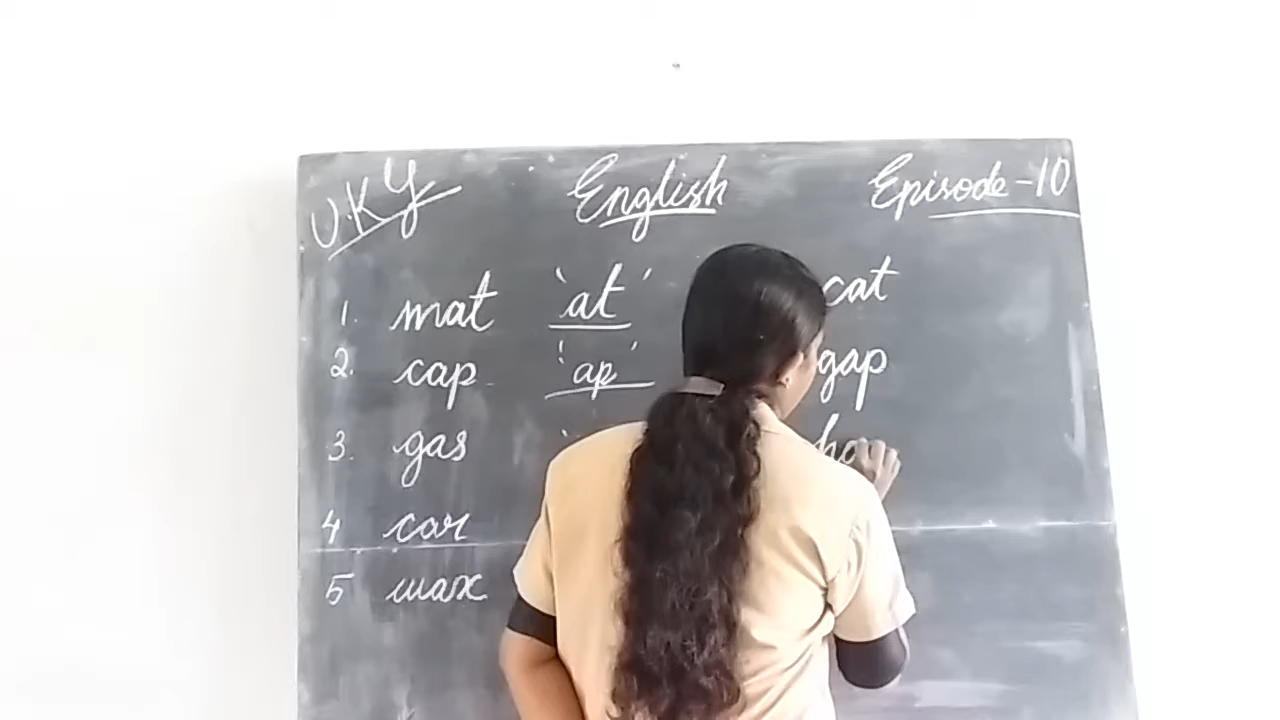 U.K.G English Episode-10
1. mat 'at' cat
2. cap 'ap' gap
3. gas
4 car
5 wax